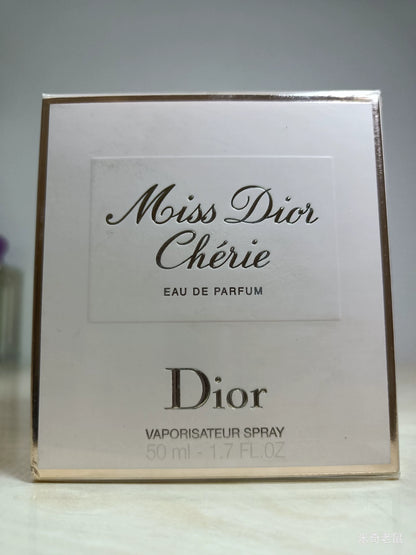 Miss Dior
Chérie
EAU DE PARFUM
Dior
VAPORISATEUR SPRAY
50 ml - 1.7 FL.OZ